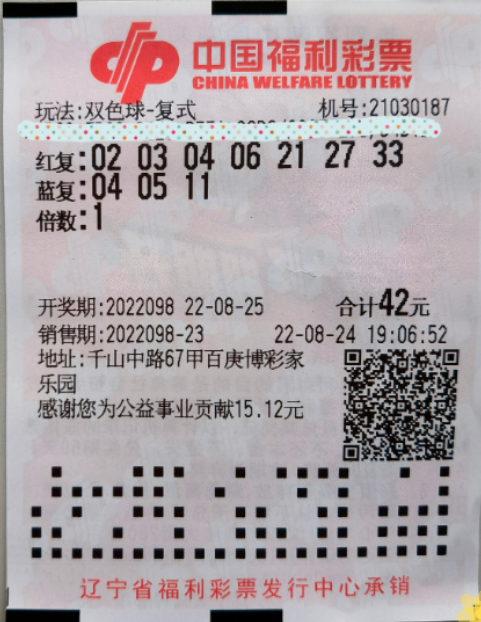 中国福利彩票
CHINA WELFARE LOTTERY
玩法:双色球-复式 机号:21030187
红复:02 03 04 06 21 27 33
蓝复:04 05 11
倍数:1
开奖期:2022098 22-08-25 合计42元
销售期:2022098-23 22-08-24 19:06:52
地址:千山中路67甲百庚博彩家
乐园
感谢您为公益事业贡献15.12元
辽宁省福利彩票发行中心承销